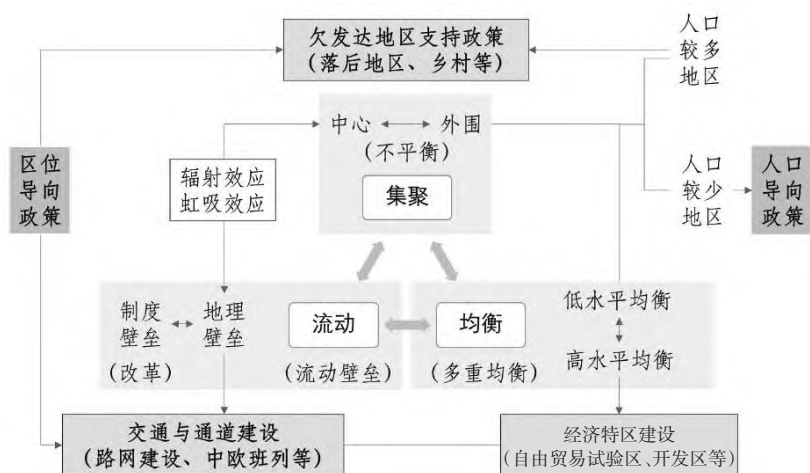 欠发达地区支持政策
(落后地区、乡村等)
人口
较多
地区
中心
外围
(不平衡)
集聚
区位
导向
政策
辐射效应
虹吸效应
人口
较少
地区
人口
导向
政策
制度
壁垒
(改革)
地理
壁垒
流动
(流动壁垒)
均衡
(多重均衡)
低水平均衡
高水平均衡
交通与通道建设
(路网建设、中欧班列等)
经济特区建设
(自由贸易试验区、开发区等)